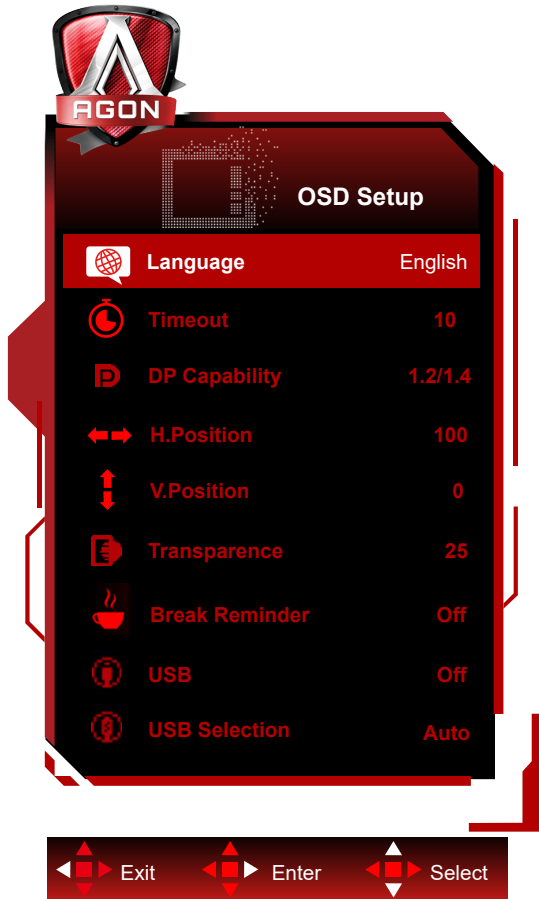 AGON
OSD Setup
Language English
Timeout 10
DP Capability 1.2/1.4
H.Position 100
V.Position 0
Transparence 25
Break Reminder Off
USB Off
USB Selection Auto
Exit Enter Select